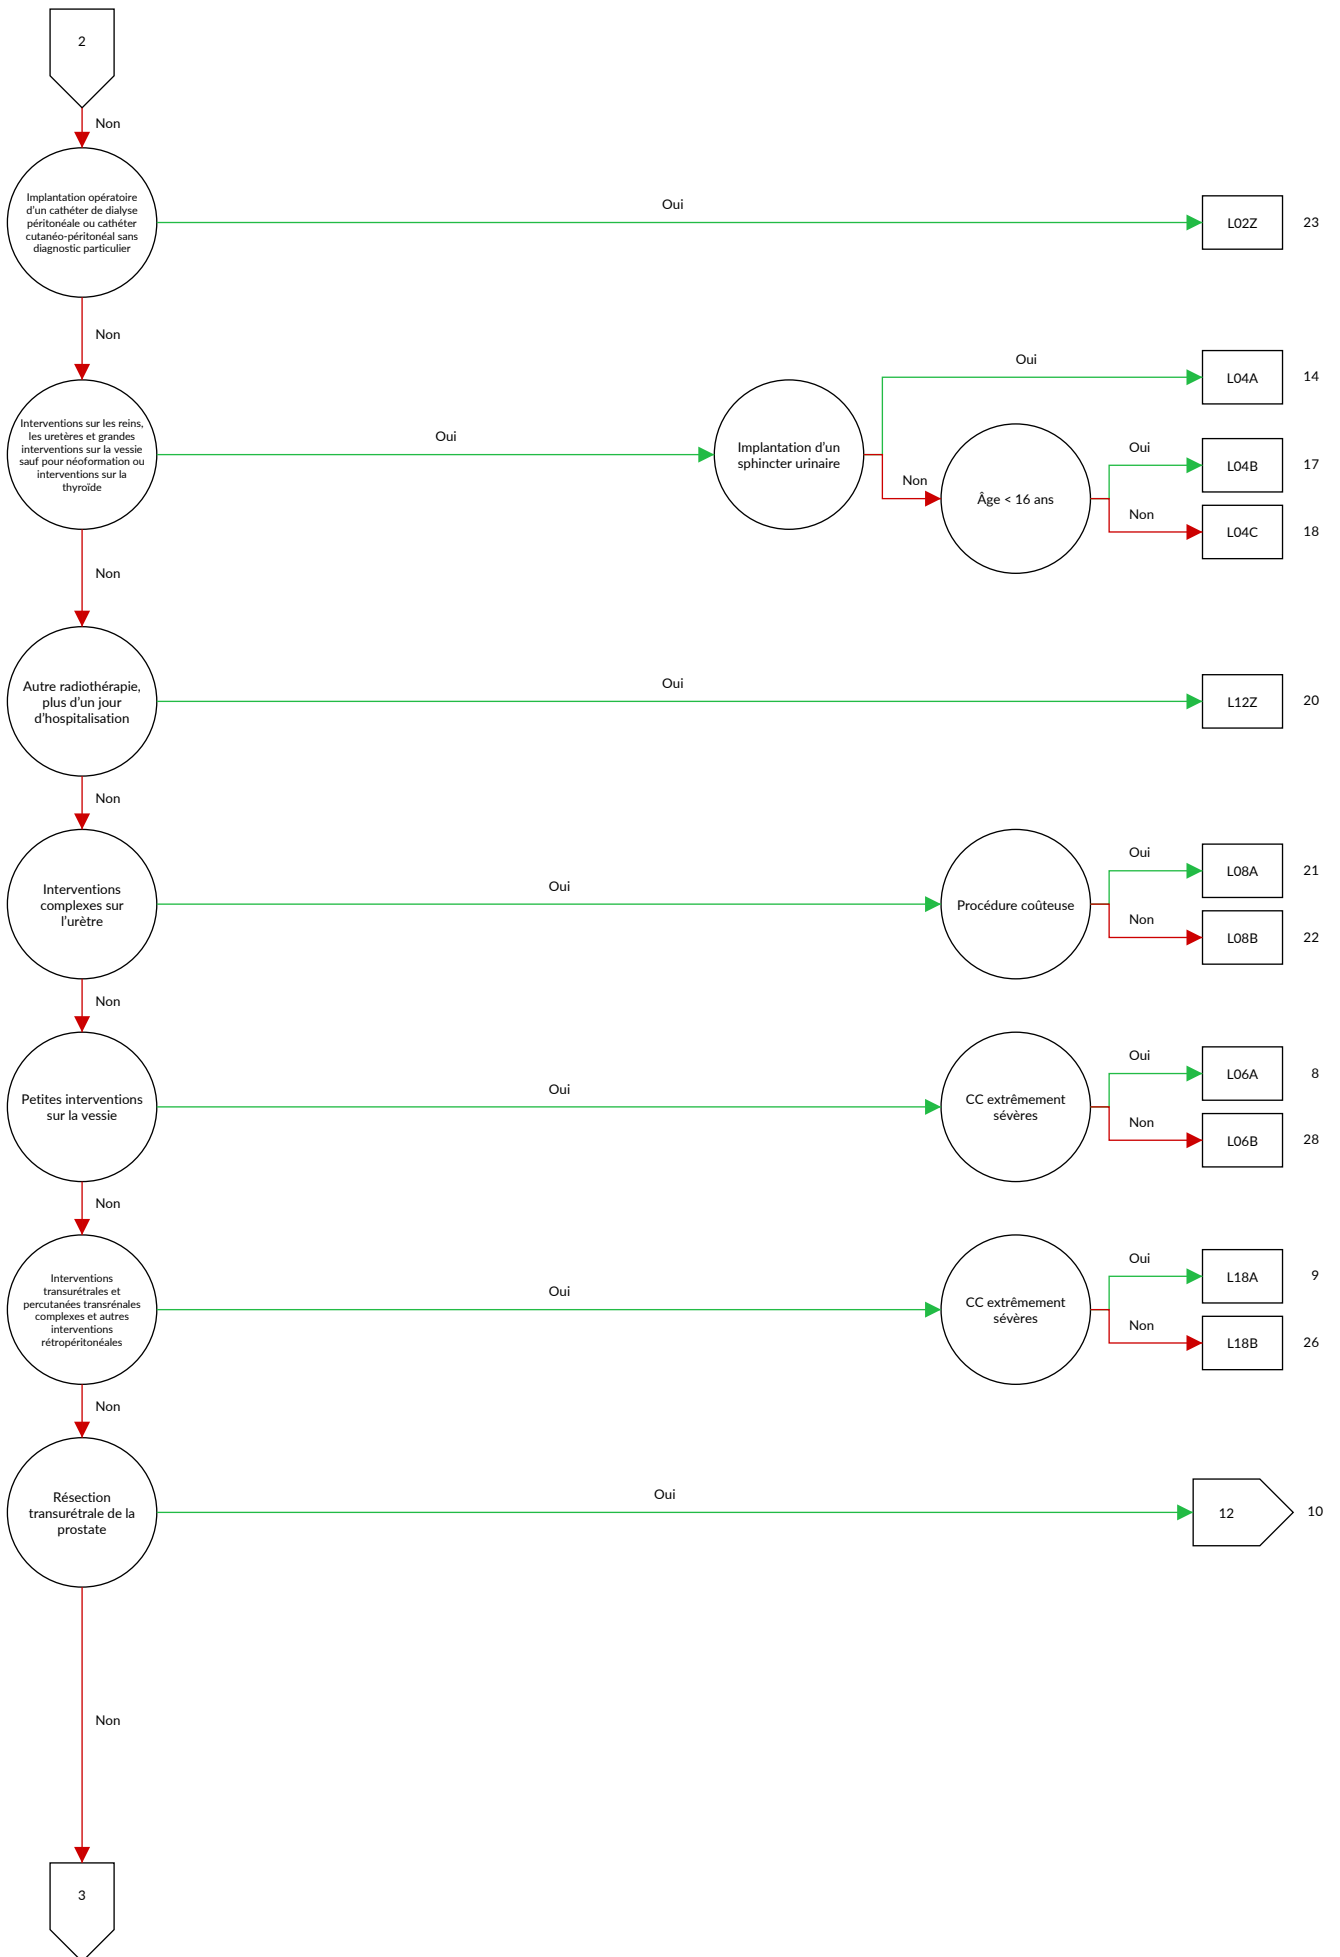 2
Non
Implantation opératoire
d'un cathéter de dialyse
péritonéale ou cathéter
cutanéo-péritonéal sans
diagnostic particulier
Oui
L02Z
23
Non
Interventions sur les reins,
les uretères et grandes
interventions sur la vessie
sauf pour néoformation ou
interventions sur la
thyroïde
Oui
Implantation d'un
sphincter urinaire
Oui
L04A
14
Non
Âge < 16 ans
Oui
L04B
17
Non
L04C
18
Non
Autre radiothérapie,
plus d'un jour
d'hospitalisation
Oui
L12Z
20
Non
Interventions
complexes sur
l'urètre
Oui
Procédure coûteuse
Oui
L08A
21
Non
L08B
22
Non
Petites interventions
sur la vessie
Oui
CC extrêmement
sévères
Oui
L06A
8
Non
L06B
28
Non
Interventions
transurétrales et
percutanées transrénales
complexes et autres
interventions
rétropéritonéales
Oui
CC extrêmement
sévères
Oui
L18A
9
Non
L18B
26
Non
Résection
transurétrale de la
prostate
Oui
12
10
Non
3